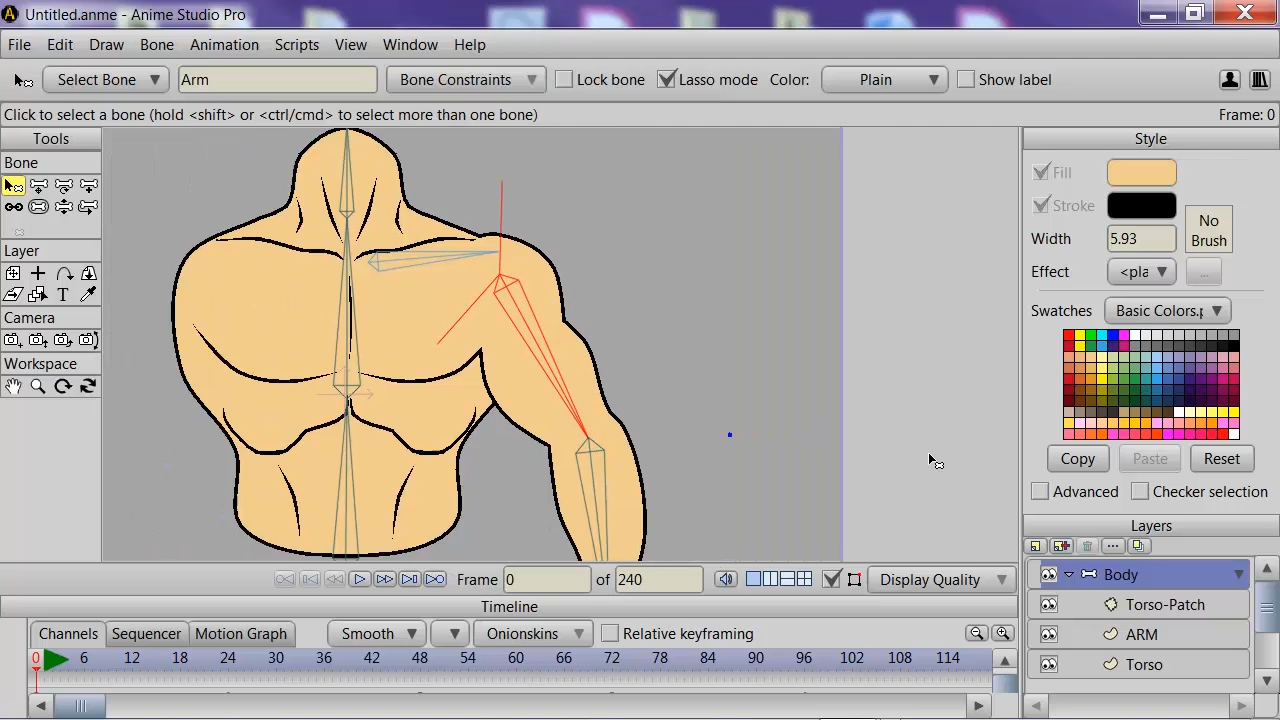 Untitled.anme - Anime Studio Pro
File Edit Draw Bone Animation Scripts View Window Help
Select Bone Arm Bone Constraints Lock bone Lasso mode Color: Plain Show label
Click to select a bone (hold <shift> or <ctrl/cmd> to select more than one bone) Frame: 0
Tools
Bone
Layer
T
Camera
Workspace
Style
Fill
Stroke
No Brush
Width 5.93
Effect <pla ...
Swatches Basic Colors.p
Copy Paste Reset
Advanced Checker selection
Layers
Body
Torso-Patch
ARM
Torso
Frame 0 of 240 Display Quality
Timeline
Channels Sequencer Motion Graph Smooth Onionskins Relative keyframing
0 6 12 18 24 30 36 42 48 54 60 66 72 78 84 90 96 102 108 114